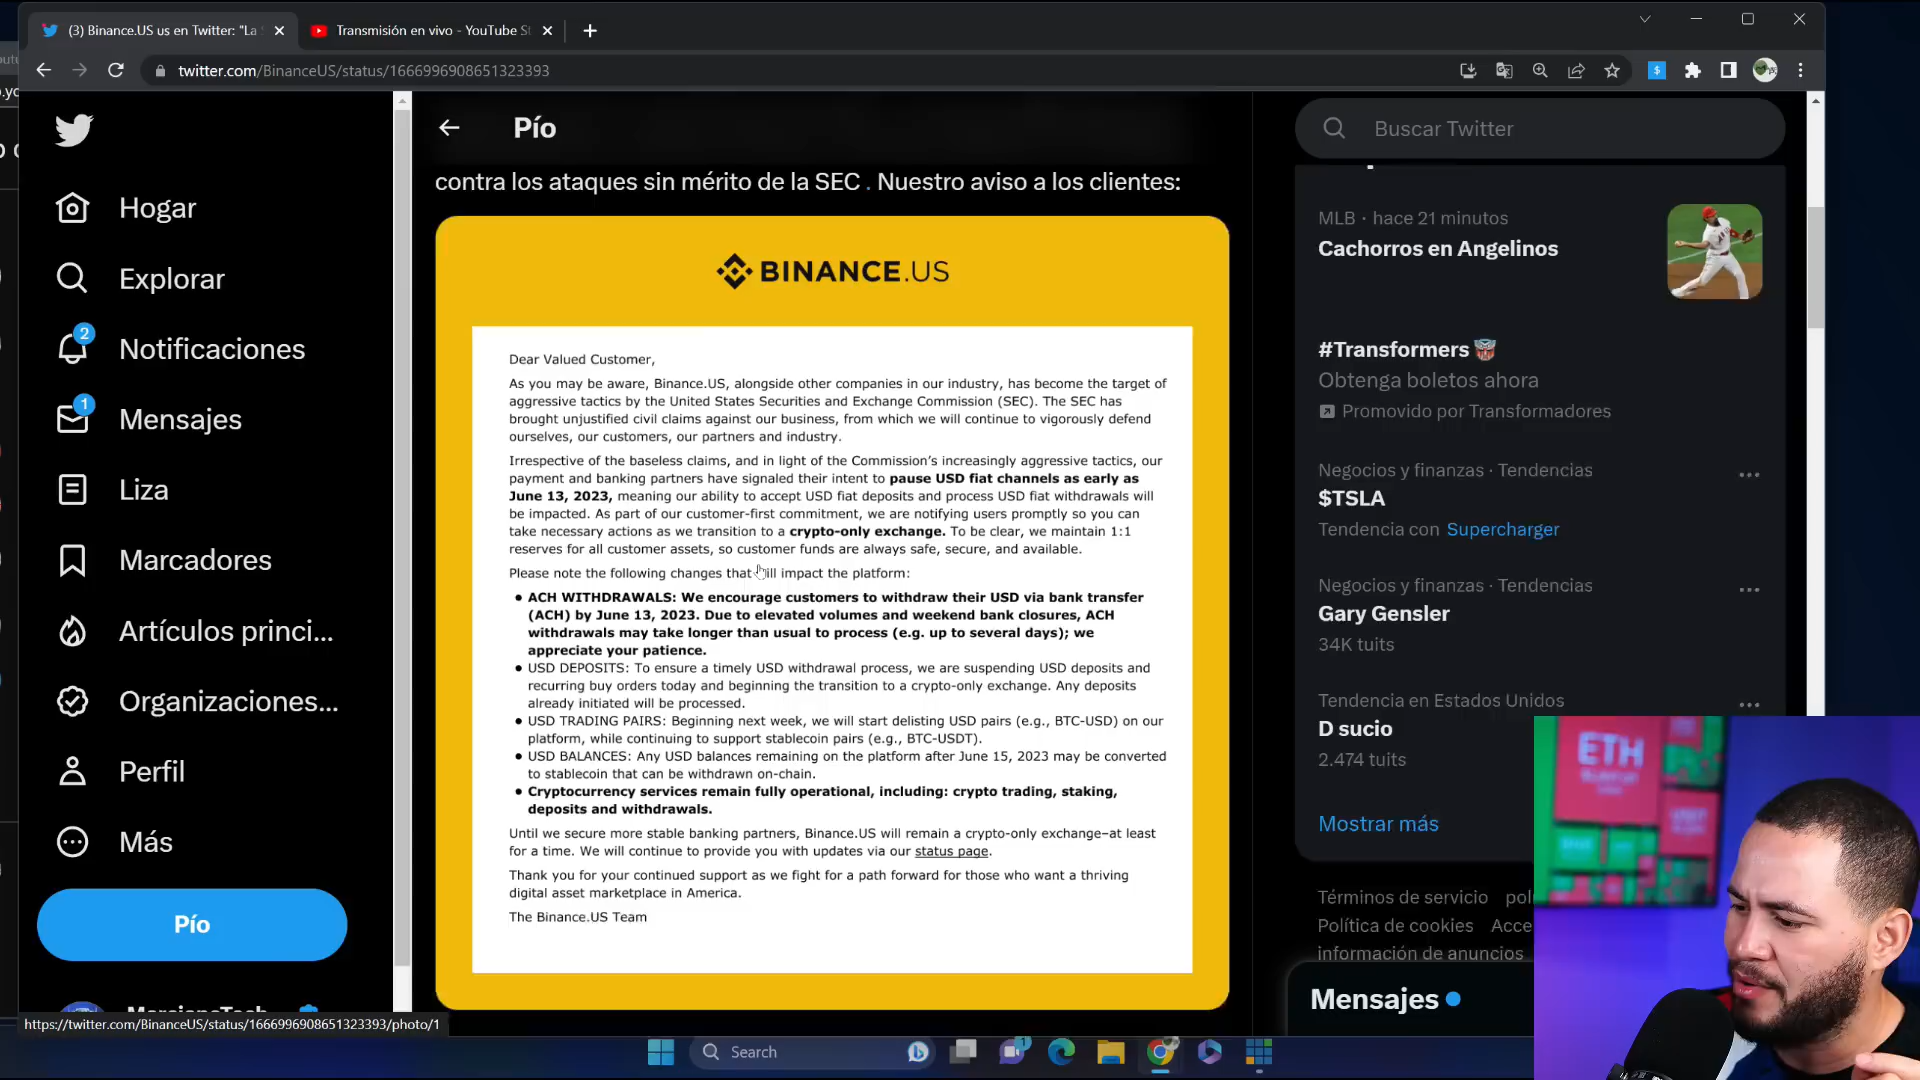 (3) Binance.US us en Twitter: "La
Transmisión en vivo - YouTube
twitter.com/BinanceUS/status/1666996908651323393
Pío
Buscar Twitter
Hogar
Explorar
2
Notificaciones
1
Mensajes
Liza
Marcadores
Artículos princi...
Organizaciones...
Perfil
Más
Pío
contra los ataques sin mérito de la SEC . Nuestro aviso a los clientes:
BINANCE.US
Dear Valued Customer,
As you may be aware, Binance.US, alongside other companies in our industry, has become the target of
aggressive tactics by the United States Securities and Exchange Commission (SEC). The SEC has
brought unjustified civil claims against our business, from which we will continue to vigorously defend
ourselves, our customers, our partners and industry.
Irrespective of the baseless claims, and in light of the Commission's increasingly aggressive tactics, our
payment and banking partners have signaled their intent to pause USD fiat channels as early as
June 13, 2023, meaning our ability to accept USD fiat deposits and process USD fiat withdrawals will
be impacted. As part of our customer-first commitment, we are notifying users promptly so you can
take necessary actions as we transition to a crypto-only exchange. To be clear, we maintain 1:1
reserves for all customer assets, so customer funds are always safe, secure, and available.
Please note the following changes that will impact the platform:
● ACH WITHDRAWALS: We encourage customers to withdraw their USD via bank transfer
(ACH) by June 13, 2023. Due to elevated volumes and weekend bank closures, ACH
withdrawals may take longer than usual to process (e.g. up to several days); we
appreciate your patience.
● USD DEPOSITS: To ensure a timely USD withdrawal process, we are suspending USD deposits and
recurring buy orders today and beginning the transition to a crypto-only exchange. Any deposits
already initiated will be processed.
● USD TRADING PAIRS: Beginning next week, we will start delisting USD pairs (e.g., BTC-USD) on our
platform, while continuing to support stablecoin pairs (e.g., BTC-USDT).
● USD BALANCES: Any USD balances remaining on the platform after June 15, 2023 may be converted
to stablecoin that can be withdrawn on-chain.
● Cryptocurrency services remain fully operational, including: crypto trading, staking,
deposits and withdrawals.
Until we secure more stable banking partners, Binance.US will remain a crypto-only exchange–at least
for a time. We will continue to provide you with updates via our status page.
Thank you for your continued support as we fight for a path forward for those who want a thriving
digital asset marketplace in America.
The Binance.US Team
MLB · hace 21 minutos
Cachorros en Angelinos
#Transformers
Obtenga boletos ahora
Promovido por Transformadores
Negocios y finanzas · Tendencias
$TSLA
Tendencia con Supercharger
Negocios y finanzas · Tendencias
Gary Gensler
34K tuits
Tendencia en Estados Unidos
D sucio
2.474 tuits
Mostrar más
Términos de servicio
Política de cookies
información de anuncios
Mensajes
ETH
https://twitter.com/BinanceUS/status/1666996908651323393/photo/1
Search
1